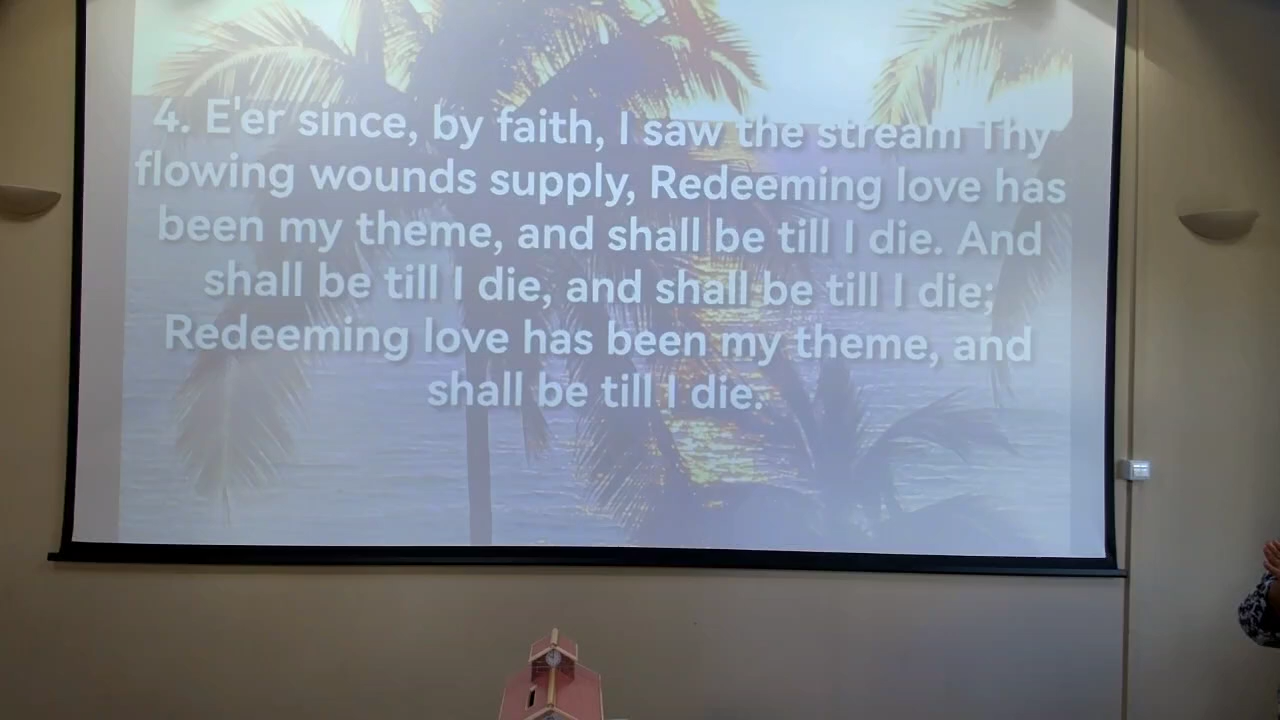 4. E'er since, by faith, I saw the stream Thy
flowing wounds supply, Redeeming love has
been my theme, and shall be till I die. And
shall be till I die, and shall be till I die;
Redeeming love has been my theme, and
shall be till I die.